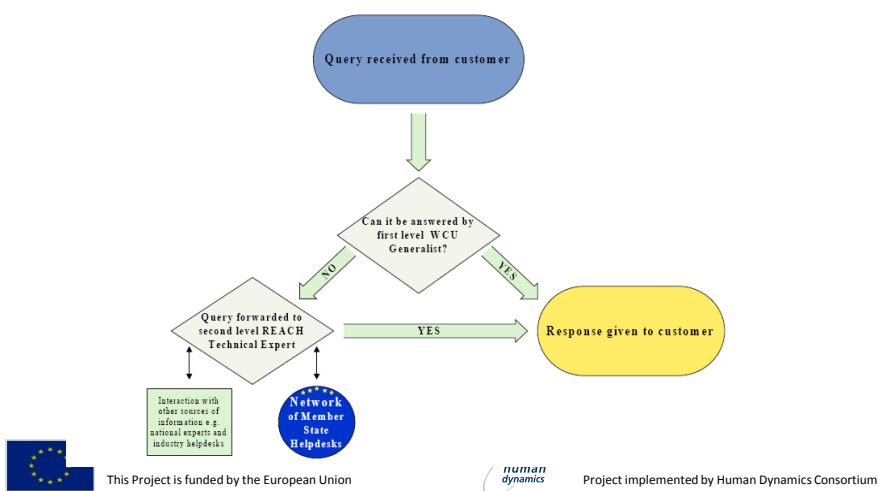 Query received from customer
Can it be answered by
first level WCU
Generalist?
NO
YES
Query forwarded to
second level REACH
Technical Expert
YES
Response given to customer
Interaction with
other sources of
information e.g.
national experts and
industry helpdesks
Network
of Member
State
Helpdesks
This Project is funded by the European Union
human
dynamics
Project implemented by Human Dynamics Consortium